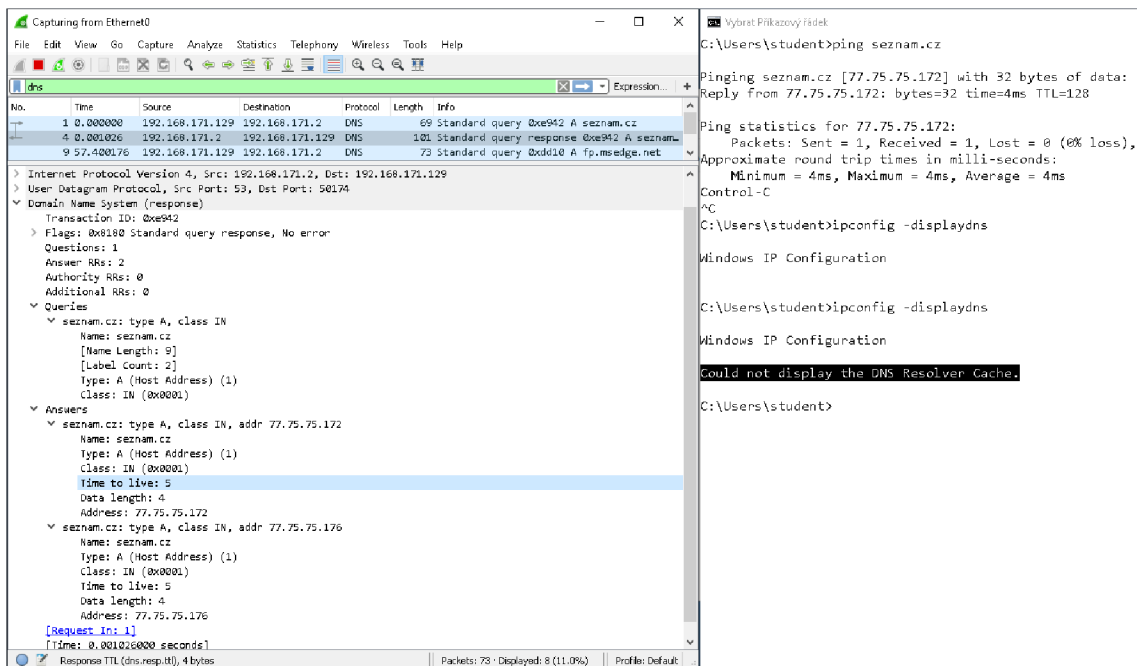 Capturing from Ethernet0
File Edit View Go Capture Analyze Statistics Telephony Wireless Tools Help
dns
Expression... +
No. Time Source Destination Protocol Length Info
1 0.000000 192.168.171.129 192.168.171.2 DNS 69 Standard query 0xe942 A seznam.cz
4 0.001026 192.168.171.2 192.168.171.129 DNS 101 Standard query response 0xe942 A seznam…
9 57.400176 192.168.171.129 192.168.171.2 DNS 73 Standard query 0xdd10 A fp.msedge.net
> Internet Protocol Version 4, Src: 192.168.171.2, Dst: 192.168.171.129
> User Datagram Protocol, Src Port: 53, Dst Port: 50174
Domain Name System (response)
Transaction ID: 0xe942
> Flags: 0x8180 Standard query response, No error
Questions: 1
Answer RRs: 2
Authority RRs: 0
Additional RRs: 0
Queries
seznam.cz: type A, class IN
Name: seznam.cz
[Name Length: 9]
[Label Count: 2]
Type: A (Host Address) (1)
Class: IN (0x0001)
Answers
seznam.cz: type A, class IN, addr 77.75.75.172
Name: seznam.cz
Type: A (Host Address) (1)
Class: IN (0x0001)
Time to live: 5
Data length: 4
Address: 77.75.75.172
seznam.cz: type A, class IN, addr 77.75.75.176
Name: seznam.cz
Type: A (Host Address) (1)
Class: IN (0x0001)
Time to live: 5
Data length: 4
Address: 77.75.75.176
[Request In: 1]
[Time: 0.001026000 seconds]
Response TTL (dns.resp.ttl), 4 bytes
Packets: 73 · Displayed: 8 (11.0%)
Profile: Default
Vybrat Příkazový řádek
C:\Users\student>ping seznam.cz
Pinging seznam.cz [77.75.75.172] with 32 bytes of data:
Reply from 77.75.75.172: bytes=32 time=4ms TTL=128
Ping statistics for 77.75.75.172:
Packets: Sent = 1, Received = 1, Lost = 0 (0% loss),
Approximate round trip times in milli-seconds:
Minimum = 4ms, Maximum = 4ms, Average = 4ms
Control-C
^C
C:\Users\student>ipconfig -displaydns
Windows IP Configuration
C:\Users\student>ipconfig -displaydns
Windows IP Configuration
Could not display the DNS Resolver Cache.
C:\Users\student>